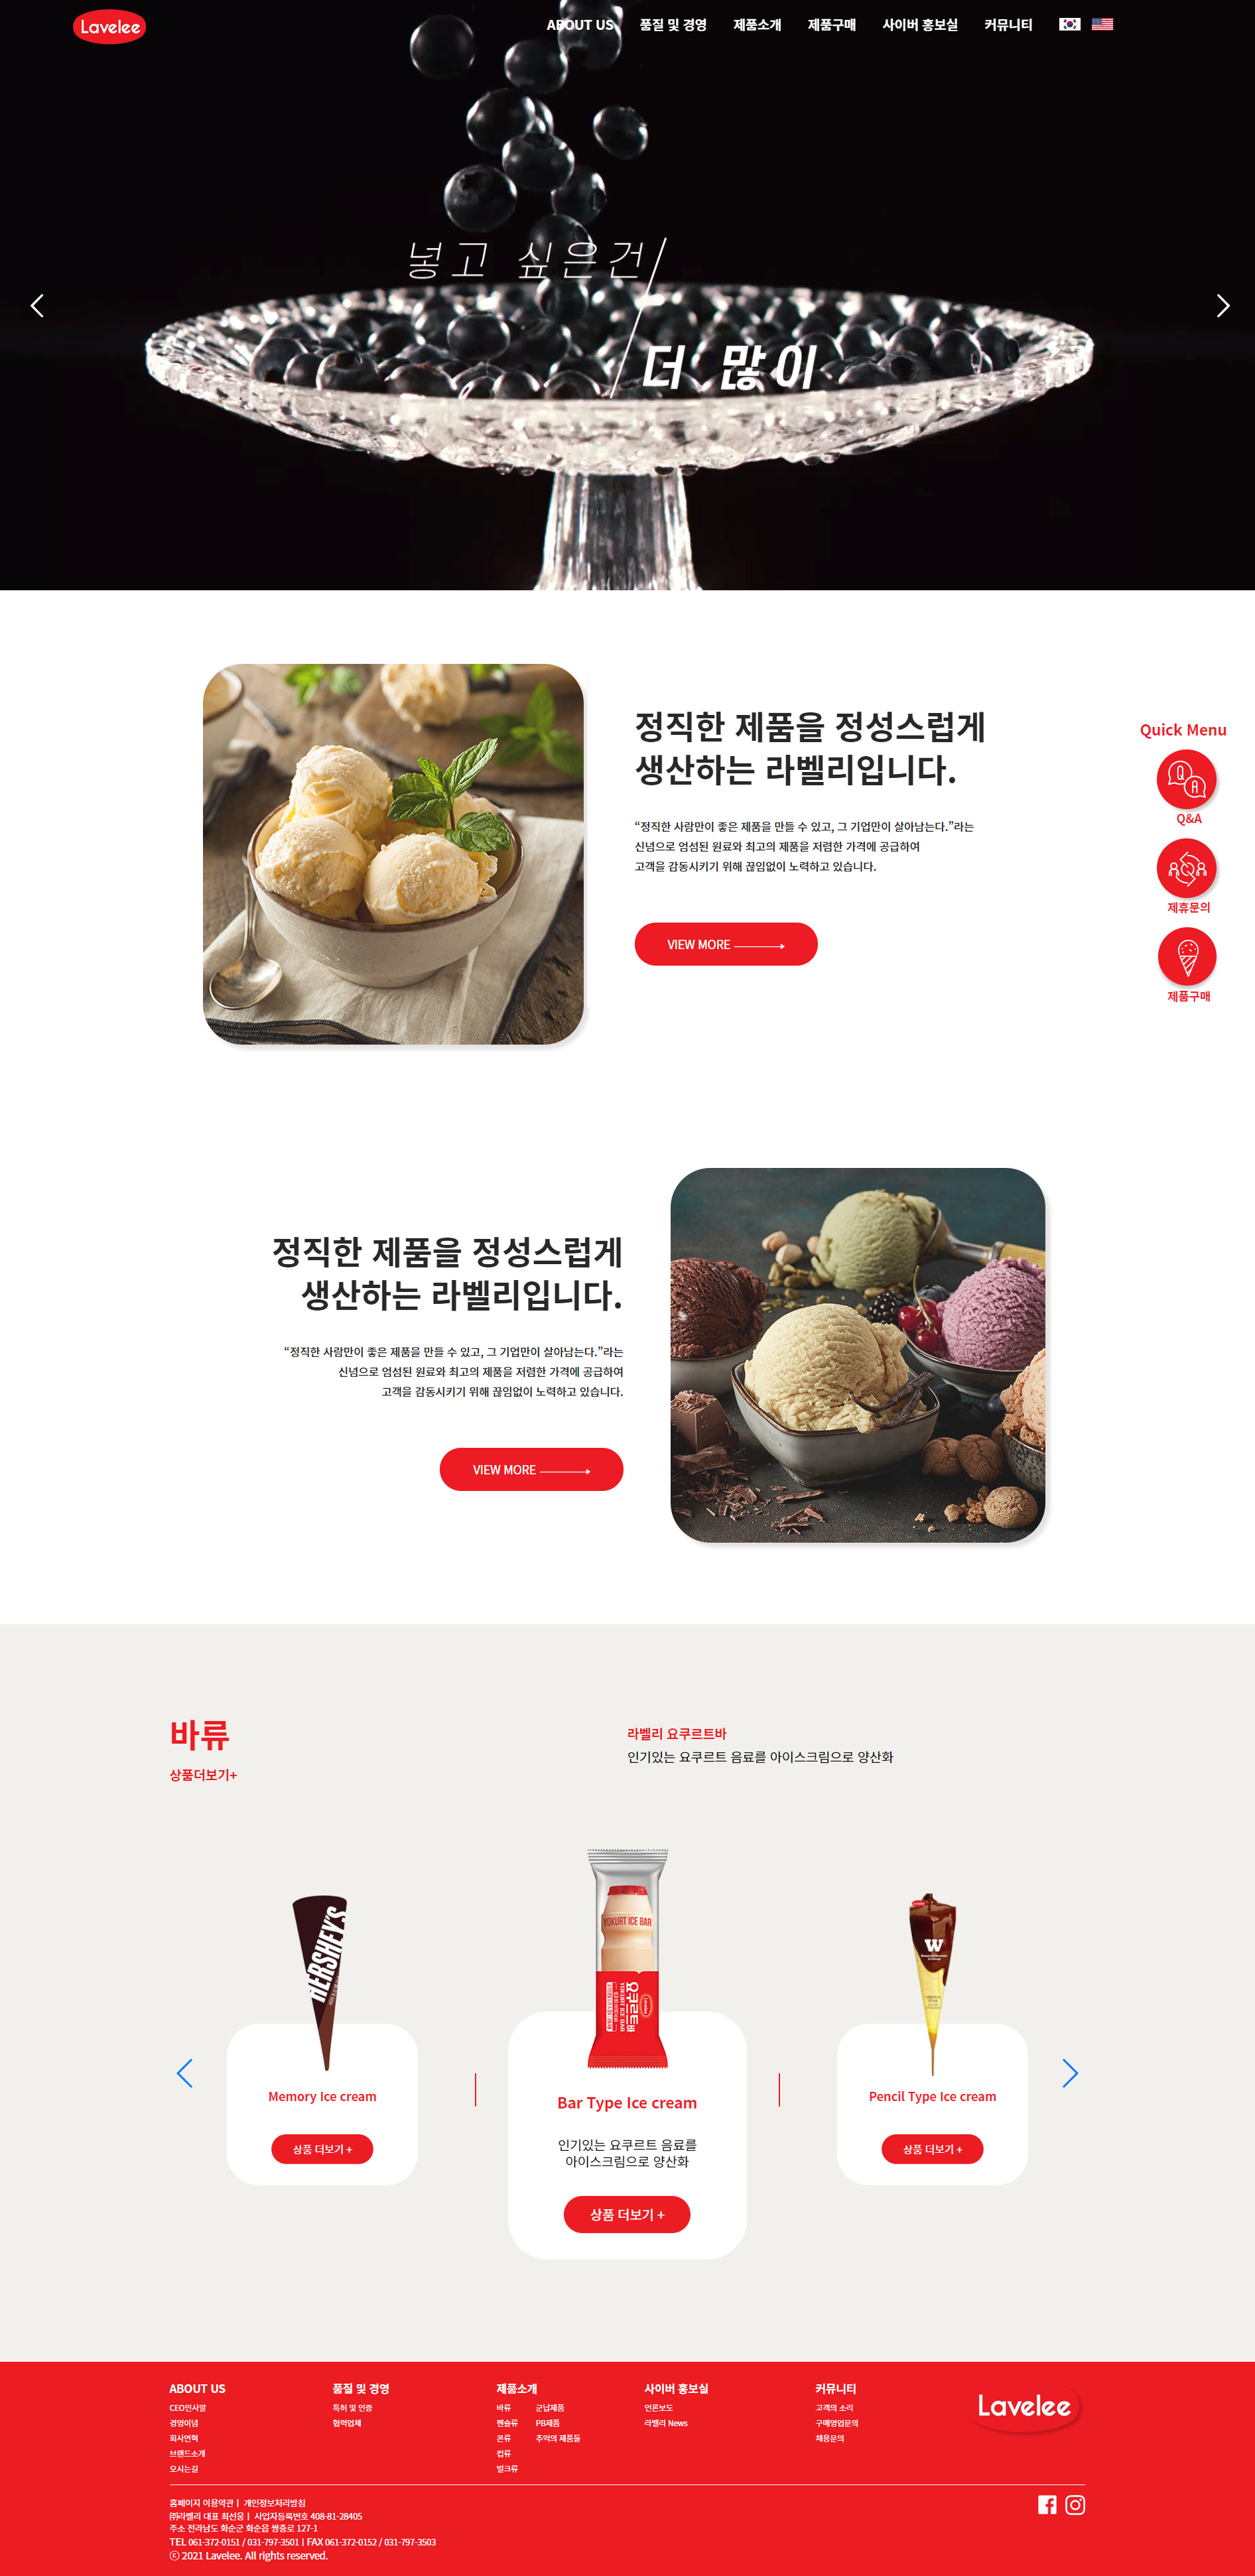 Lavelee
ABOUT US 품질 및 경영 제품소개 제품구매 사이버 홍보실 커뮤니티
넣고 싶은건
더 많이
정직한 제품을 정성스럽게
생산하는 라벨리입니다.
“정직한 사람만이 좋은 제품을 만들 수 있고, 그 기업만이 살아남는다.”라는
신념으로 엄섬된 원료와 최고의 제품을 저렴한 가격에 공급하여
고객을 감동시키기 위해 끊임없이 노력하고 있습니다.
VIEW MORE
Quick Menu
Q A
Q&A
제휴문의
제품구매
정직한 제품을 정성스럽게
생산하는 라벨리입니다.
“정직한 사람만이 좋은 제품을 만들 수 있고, 그 기업만이 살아남는다.”라는
신념으로 엄섬된 원료와 최고의 제품을 저렴한 가격에 공급하여
고객을 감동시키기 위해 끊임없이 노력하고 있습니다.
VIEW MORE
바류
상품더보기+
라벨리 요쿠르트바
인기있는 요쿠르트 음료를 아이스크림으로 양산화
HERSHEY'S
YOKURT ICE BAR
요쿠르트바
YOKURT ICE BAR
Lavelee
W
Memory Ice cream
상품 더보기 +
Bar Type Ice cream
인기있는 요쿠르트 음료를
아이스크림으로 양산화
상품 더보기 +
Pencil Type Ice cream
상품 더보기 +
ABOUT US
CEO인사말
경영이념
회사연혁
브랜드소개
오시는길
품질 및 경영
특허 및 인증
협력업체
제품소개
바류 군납제품
펜슬류 PB제품
콘류 추억의 제품들
컵류
벌크류
사이버 홍보실
언론보도
라벨리 News
커뮤니티
고객의 소리
구매영업문의
채용문의
Lavelee
홈페이지 이용약관 | 개인정보처리방침
㈜라벨리 대표 최선웅 | 사업자등록번호 408-81-28405
주소 전라남도 화순군 화순읍 쌍충로 127-1
TEL 061-372-0151 / 031-797-3501 | FAX 061-372-0152 / 031-797-3503
ⓒ 2021 Lavelee. All rights reserved.